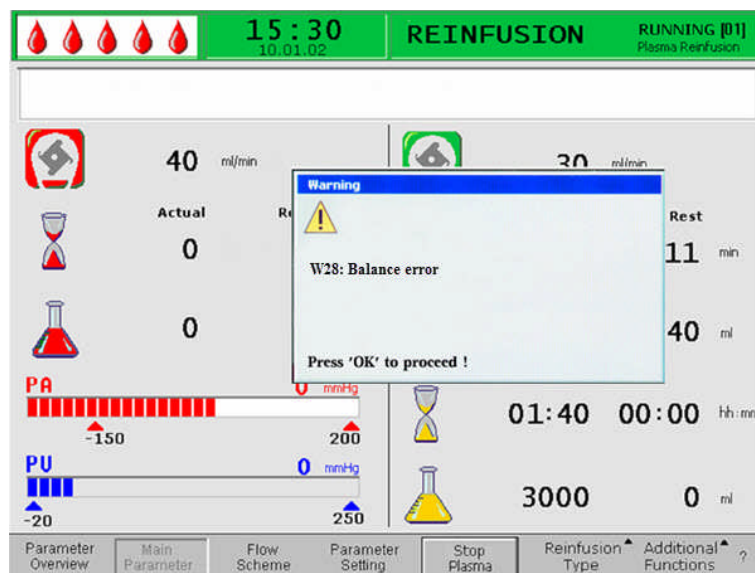 15:30
10.01.02
REINFUSION
RUNNING [01]
Plasma Reinfusion
40 ml/min
30 ml/min
Warning
W28: Balance error
Press 'OK' to proceed !
Actual
Rest
0
11 min
0
40 ml
PA 0 mmHg
-150 200
01:40 00:00 hh:mm
PV 0 mmHg
-20 250
3000 0 ml
Parameter Overview
Main Parameter
Flow Scheme
Parameter Setting
Stop Plasma
Reinfusion Type
Additional Functions
?